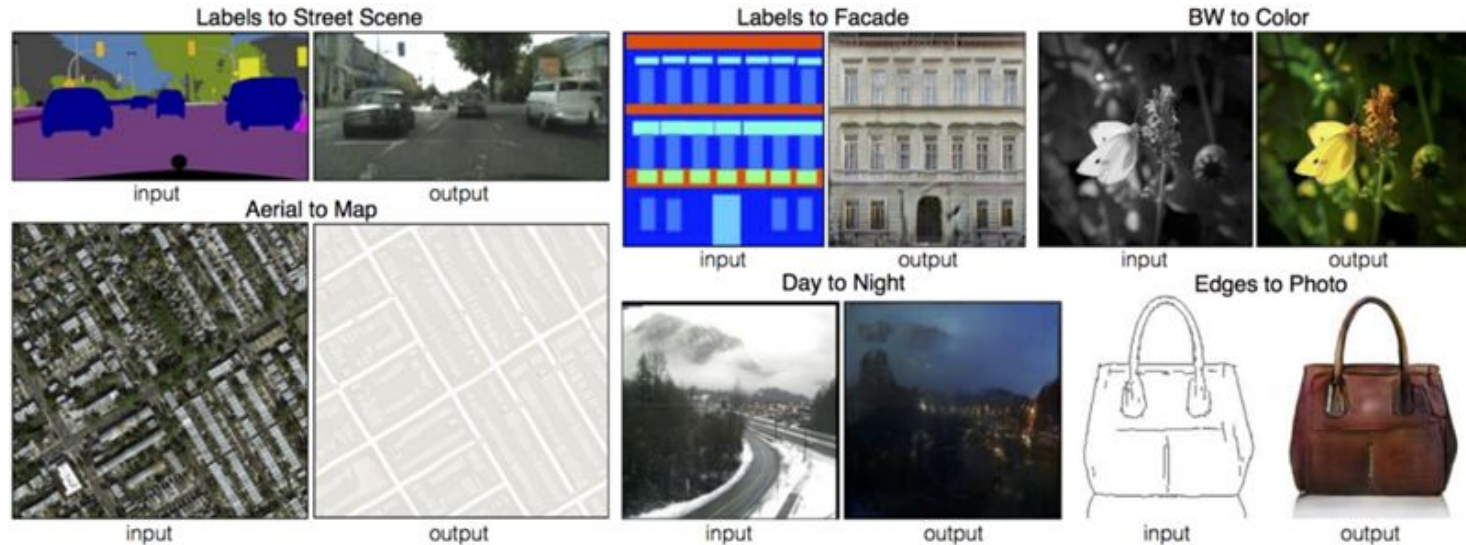 Labels to Street Scene
input
output
Aerial to Map
input
output
Labels to Facade
input
output
Day to Night
input
output
BW to Color
input
output
Edges to Photo
input
output